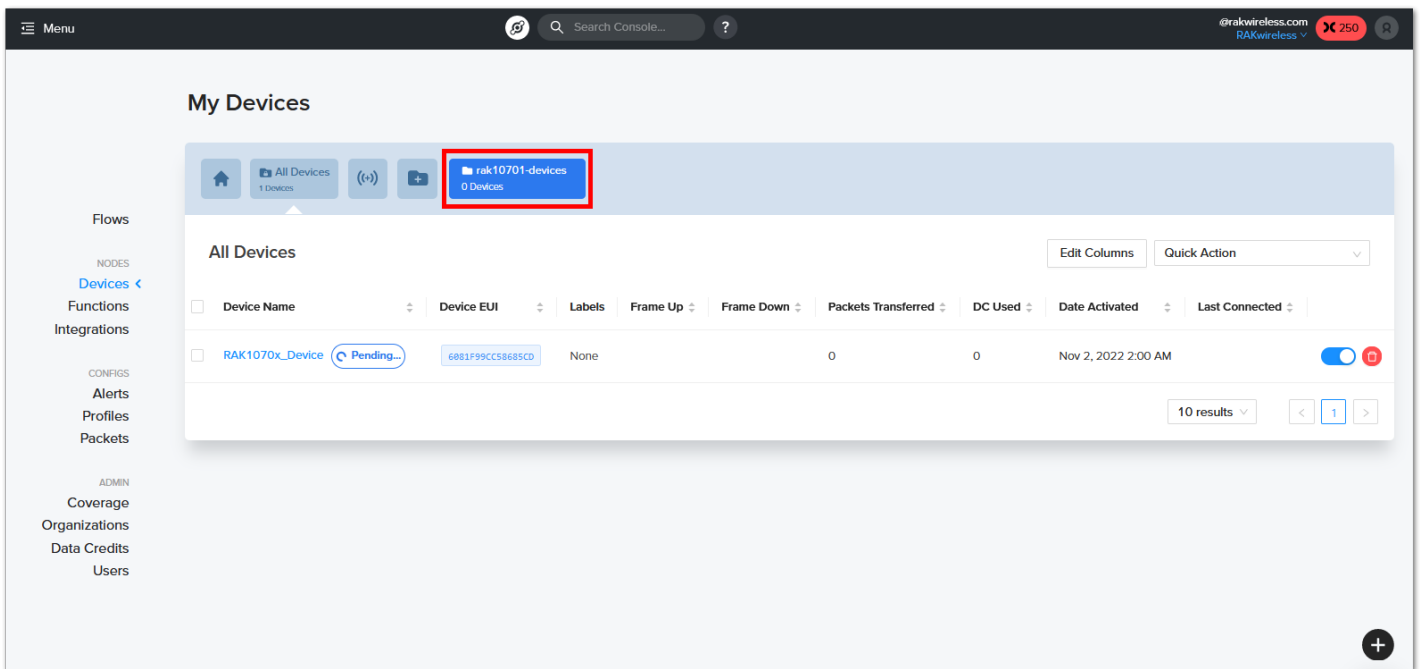 Menu
Search Console...
?
@rakwireless.com
RAKwireless
250
My Devices
All Devices
1 Devices
rak10701-devices
0 Devices
Flows
NODES
Devices
Functions
Integrations
CONFIGS
Alerts
Profiles
Packets
ADMIN
Coverage
Organizations
Data Credits
Users
All Devices
Edit Columns
Quick Action
Device Name
Device EUI
Labels
Frame Up
Frame Down
Packets Transferred
DC Used
Date Activated
Last Connected
RAK1070x_Device
Pending...
6081F99CC58685CD
None
0
0
Nov 2, 2022 2:00 AM
10 results
<
1
>
+